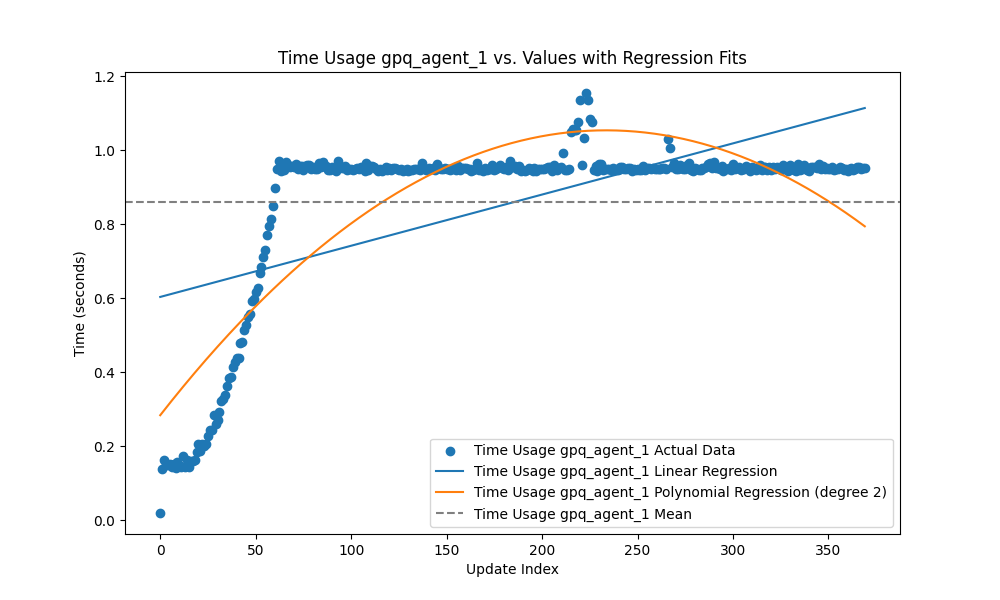 Time Usage gpq_agent_1 vs. Values with Regression Fits
1.2
1.0
0.8
0.6
0.4
0.2
0.0
Time (seconds)
Time Usage gpq_agent_1 Actual Data
Time Usage gpq_agent_1 Linear Regression
Time Usage gpq_agent_1 Polynomial Regression (degree 2)
Time Usage gpq_agent_1 Mean
0 50 100 150 200 250 300 350
Update Index